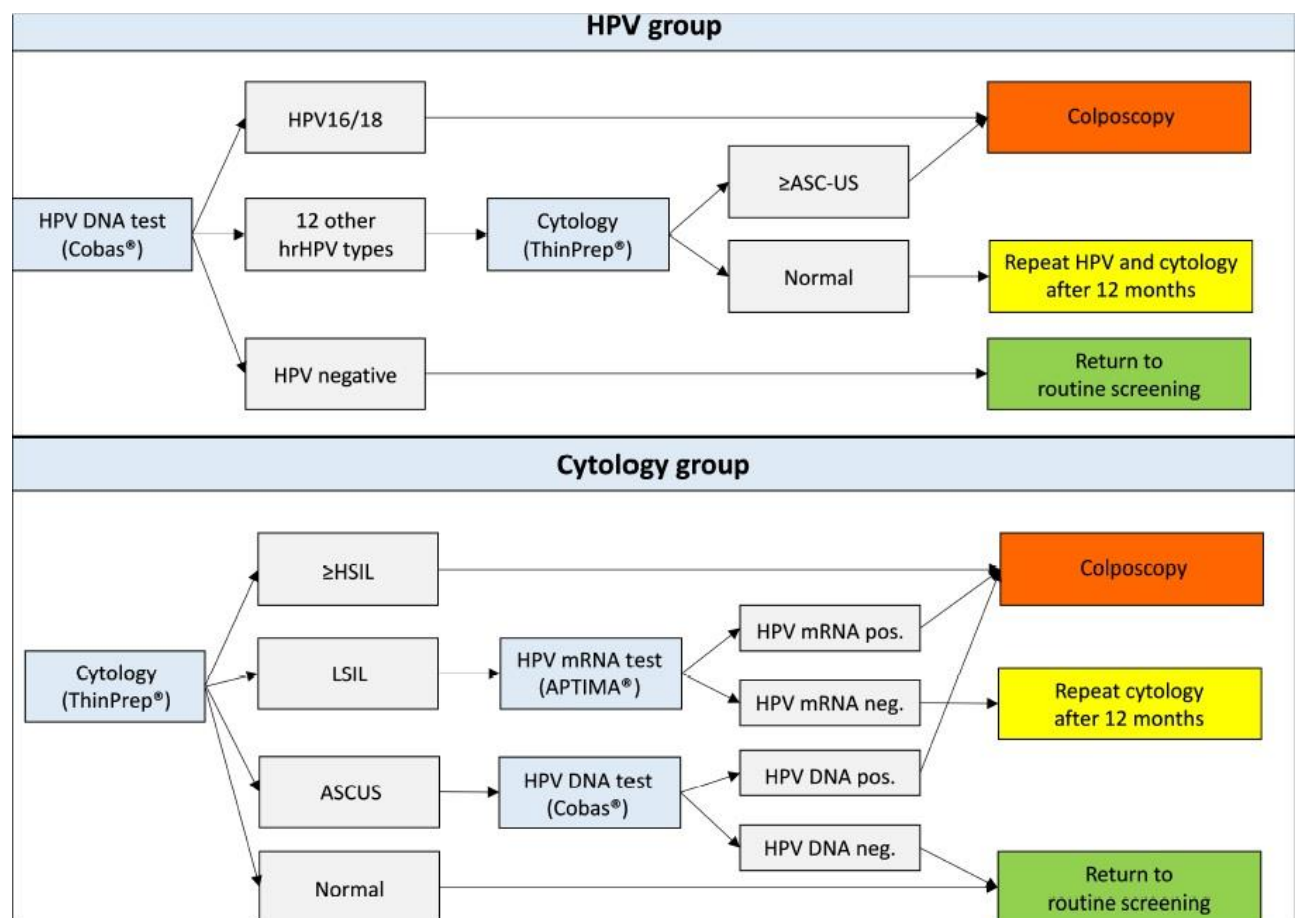 HPV group
HPV16/18
Colposcopy
≥ASC-US
HPV DNA test
(Cobas®)
12 other
hrHPV types
Cytology
(ThinPrep®)
Normal
Repeat HPV and cytology
after 12 months
HPV negative
Return to
routine screening
Cytology group
≥HSIL
Colposcopy
HPV mRNA pos.
Cytology
(ThinPrep®)
LSIL
HPV mRNA test
(APTIMA®)
HPV mRNA neg.
Repeat cytology
after 12 months
ASCUS
HPV DNA test
(Cobas®)
HPV DNA pos.
HPV DNA neg.
Normal
Return to
routine screening